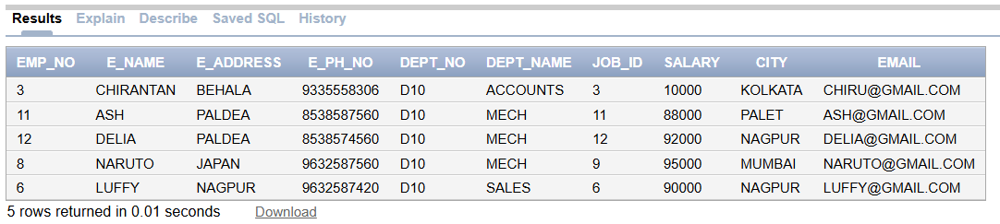 Results Explain Describe Saved SQL History
EMP_NO E_NAME E_ADDRESS E_PH_NO DEPT_NO DEPT_NAME JOB_ID SALARY CITY EMAIL
3 CHIRANTAN BEHALA 9335558306 D10 ACCOUNTS 3 10000 KOLKATA CHIRU@GMAIL.COM
11 ASH PALDEA 8538587560 D10 MECH 11 88000 PALET ASH@GMAIL.COM
12 DELIA PALDEA 8538574560 D10 MECH 12 92000 NAGPUR DELIA@GMAIL.COM
8 NARUTO JAPAN 9632587560 D10 MECH 9 95000 MUMBAI NARUTO@GMAIL.COM
6 LUFFY NAGPUR 9632587420 D10 SALES 6 90000 NAGPUR LUFFY@GMAIL.COM
5 rows returned in 0.01 seconds Download